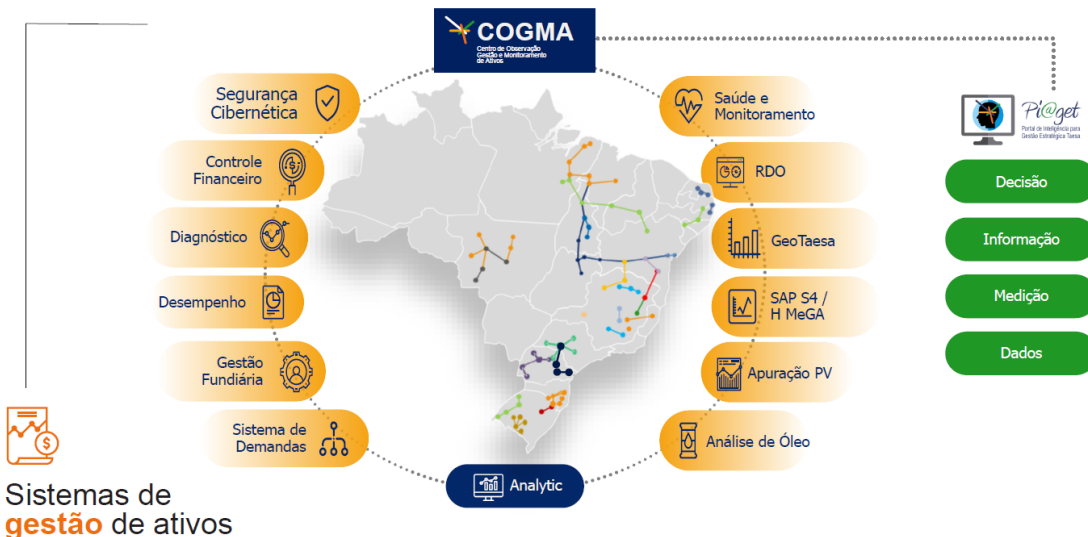 COGMA
Centro de Observação
Gestão e Monitoramento
de Ativos
Segurança
Cibernética
Controle
Financeiro
Diagnóstico
Desempenho
Gestão
Fundiária
Sistema de
Demandas
Saúde e
Monitoramento
RDO
GeoTaesa
SAP S4 /
H MeGA
Apuração PV
Análise de Óleo
Analytic
Pi@get
Portal de Inteligência para
Gestão Estratégica Taesa
Decisão
Informação
Medição
Dados
Sistemas de
gestão de ativos